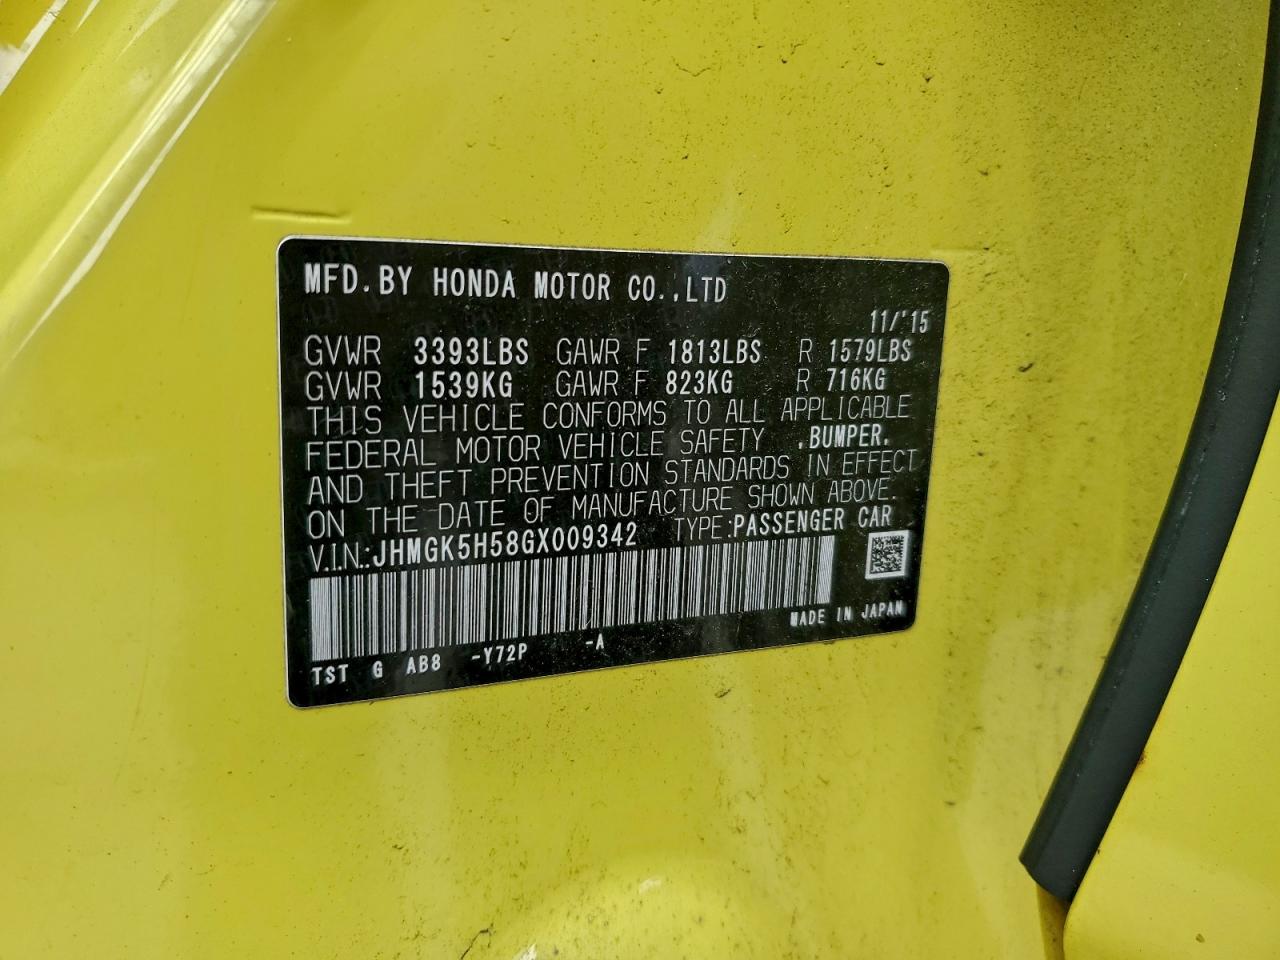 MFD.BY HONDA MOTOR CO.,LTD
11/'15
GVWR 3393LBS GAWR F 1813LBS R 1579LBS
GVWR 1539KG GAWR F 823KG R 716KG
THIS VEHICLE CONFORMS TO ALL APPLICABLE
FEDERAL MOTOR VEHICLE SAFETY ,BUMPER,
AND THEFT PREVENTION STANDARDS IN EFFECT
ON THE DATE OF MANUFACTURE SHOWN ABOVE.
V.I.N.:JHMGK5H58GX009342 TYPE:PASSENGER CAR
MADE IN JAPAN
TST G AB8 -Y72P -A